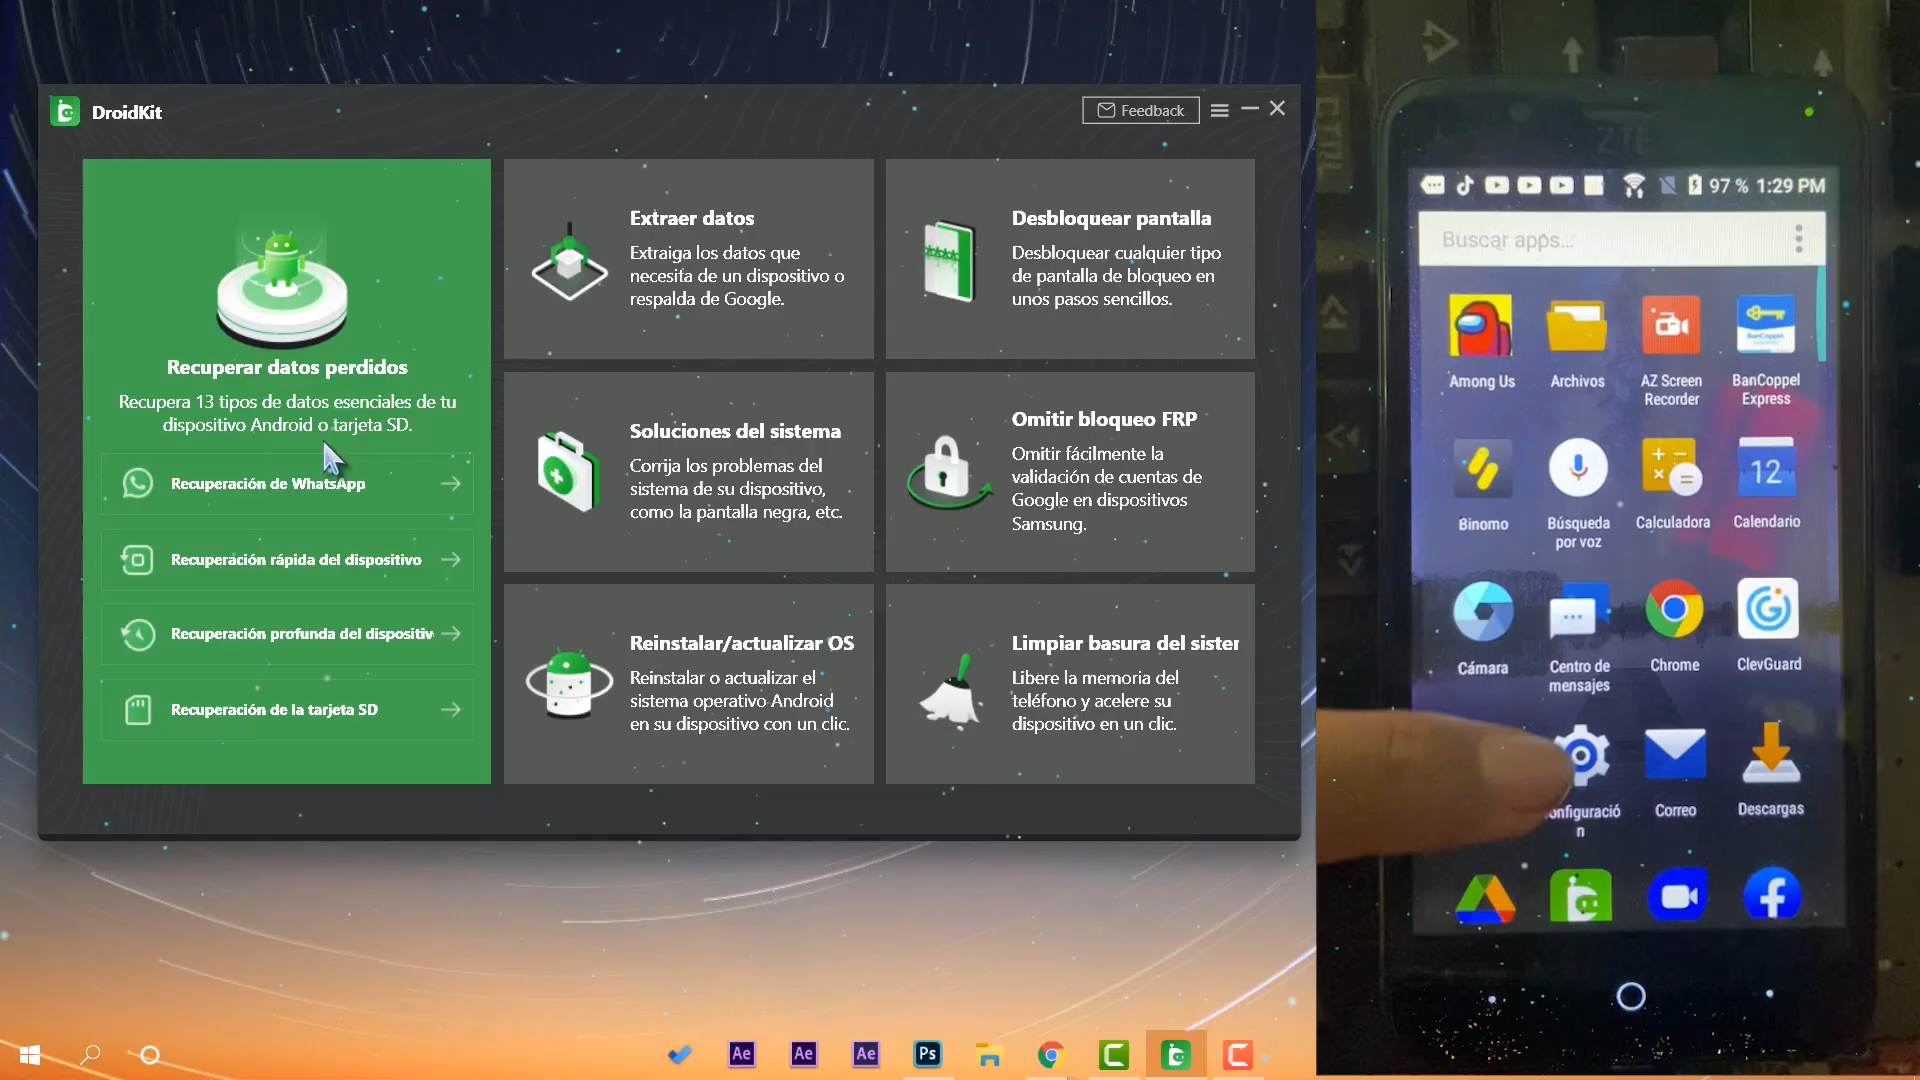 DroidKit
Feedback
Recuperar datos perdidos
Recupera 13 tipos de datos esenciales de tu
dispositivo Android o tarjeta SD.
Recuperación de WhatsApp
Recuperación rápida del dispositivo
Recuperación profunda del dispositiv
Recuperación de la tarjeta SD
Extraer datos
Extraiga los datos que
necesita de un dispositivo o
respalda de Google.
Desbloquear pantalla
Desbloquear cualquier tipo
de pantalla de bloqueo en
unos pasos sencillos.
Soluciones del sistema
Corrija los problemas del
sistema de su dispositivo,
como la pantalla negra, etc.
Omitir bloqueo FRP
Omitir fácilmente la
validación de cuentas de
Google en dispositivos
Samsung.
Reinstalar/actualizar OS
Reinstalar o actualizar el
sistema operativo Android
en su dispositivo con un clic.
Limpiar basura del sister
Libere la memoria del
teléfono y acelere su
dispositivo en un clic.
Ae
Ae
Ae
Ps
ZTE
97 % 1:29 PM
Buscar apps...
Among Us
Archivos
AZ Screen
Recorder
BanCoppel
Express
Binomo
Búsqueda
por voz
Calculadora
12
Calendario
Cámara
Centro de
mensajes
Chrome
ClevGuard
onfiguració
n
Correo
Descargas